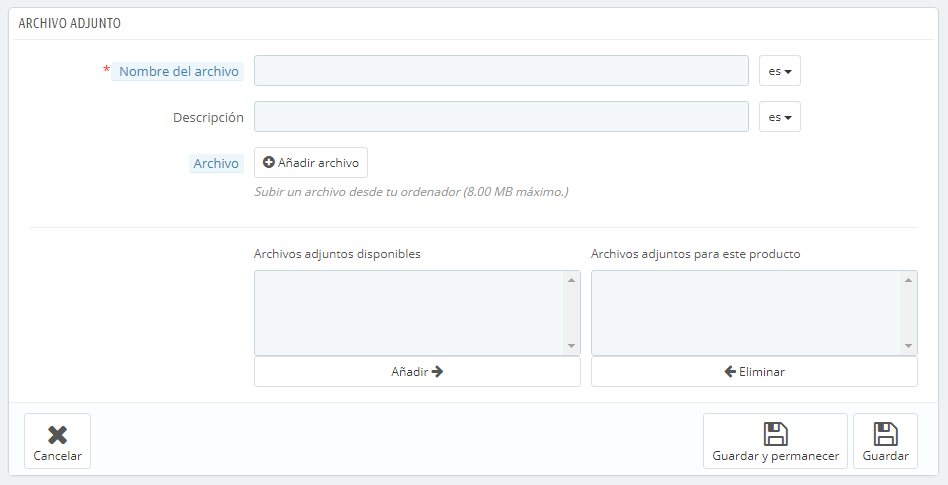 ARCHIVO ADJUNTO
* Nombre del archivo es
Descripción es
Archivo Añadir archivo
Subir un archivo desde tu ordenador (8.00 MB máximo.)
Archivos adjuntos disponibles Archivos adjuntos para este producto
Añadir Eliminar
Cancelar Guardar y permanecer Guardar